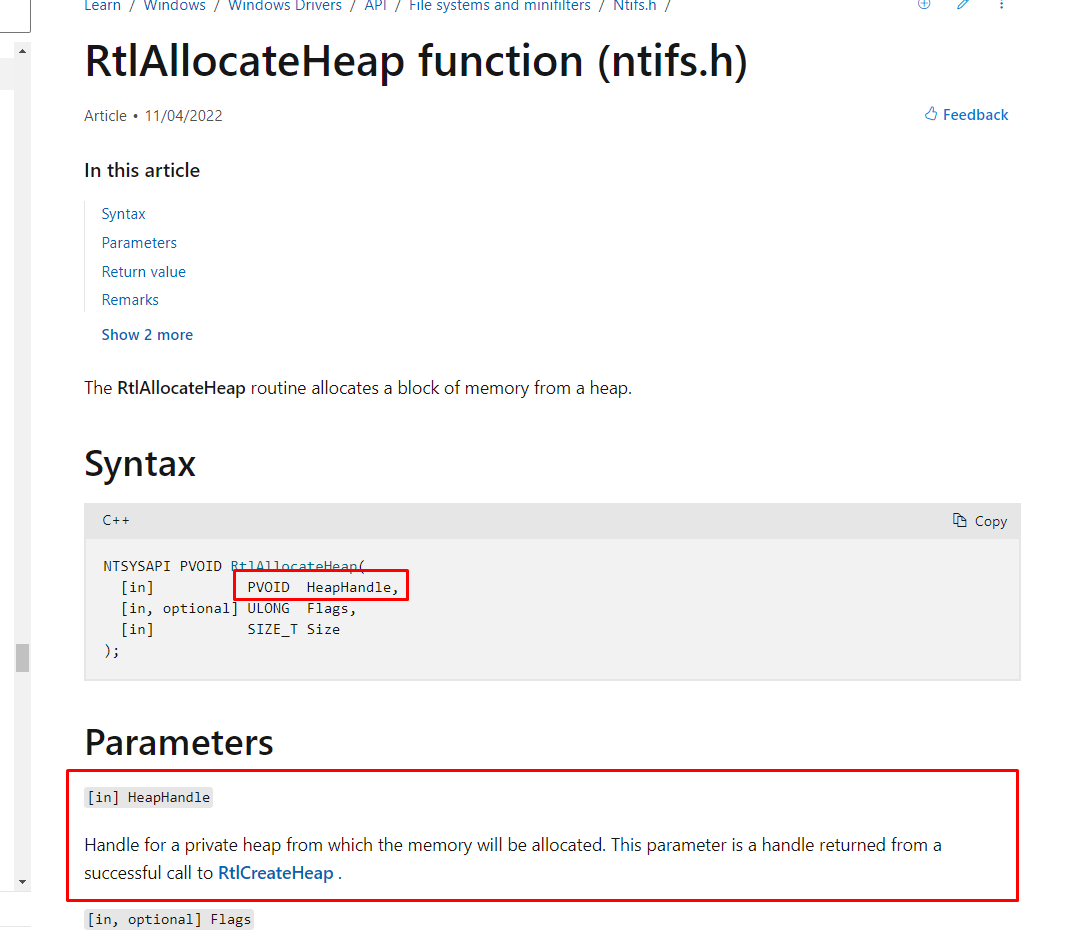 Learn / Windows / Windows Drivers / API / File systems and minifilters / Ntifs.h /
RtlAllocateHeap function (ntifs.h)
Article • 11/04/2022
Feedback
In this article
Syntax
Parameters
Return value
Remarks
Show 2 more
The RtlAllocateHeap routine allocates a block of memory from a heap.
Syntax
C++
Copy
NTSYSAPI PVOID RtlAllocateHeap(
[in] PVOID HeapHandle,
[in, optional] ULONG Flags,
[in] SIZE_T Size
);
Parameters
[in] HeapHandle
Handle for a private heap from which the memory will be allocated. This parameter is a handle returned from a
successful call to RtlCreateHeap .
[in, optional] Flags